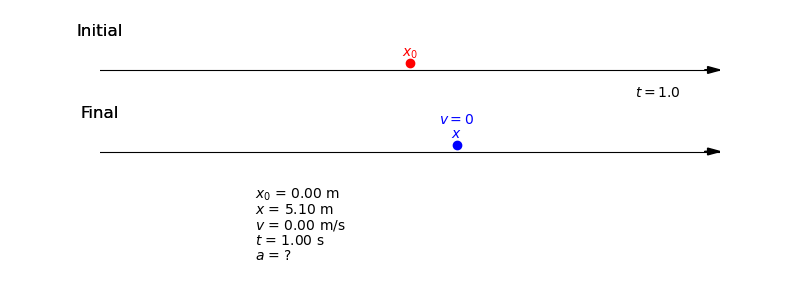 Initial
x₀
t = 1.0
Final
v = 0
x
x₀ = 0.00 m
x = 5.10 m
v = 0.00 m/s
t = 1.00 s
a = ?